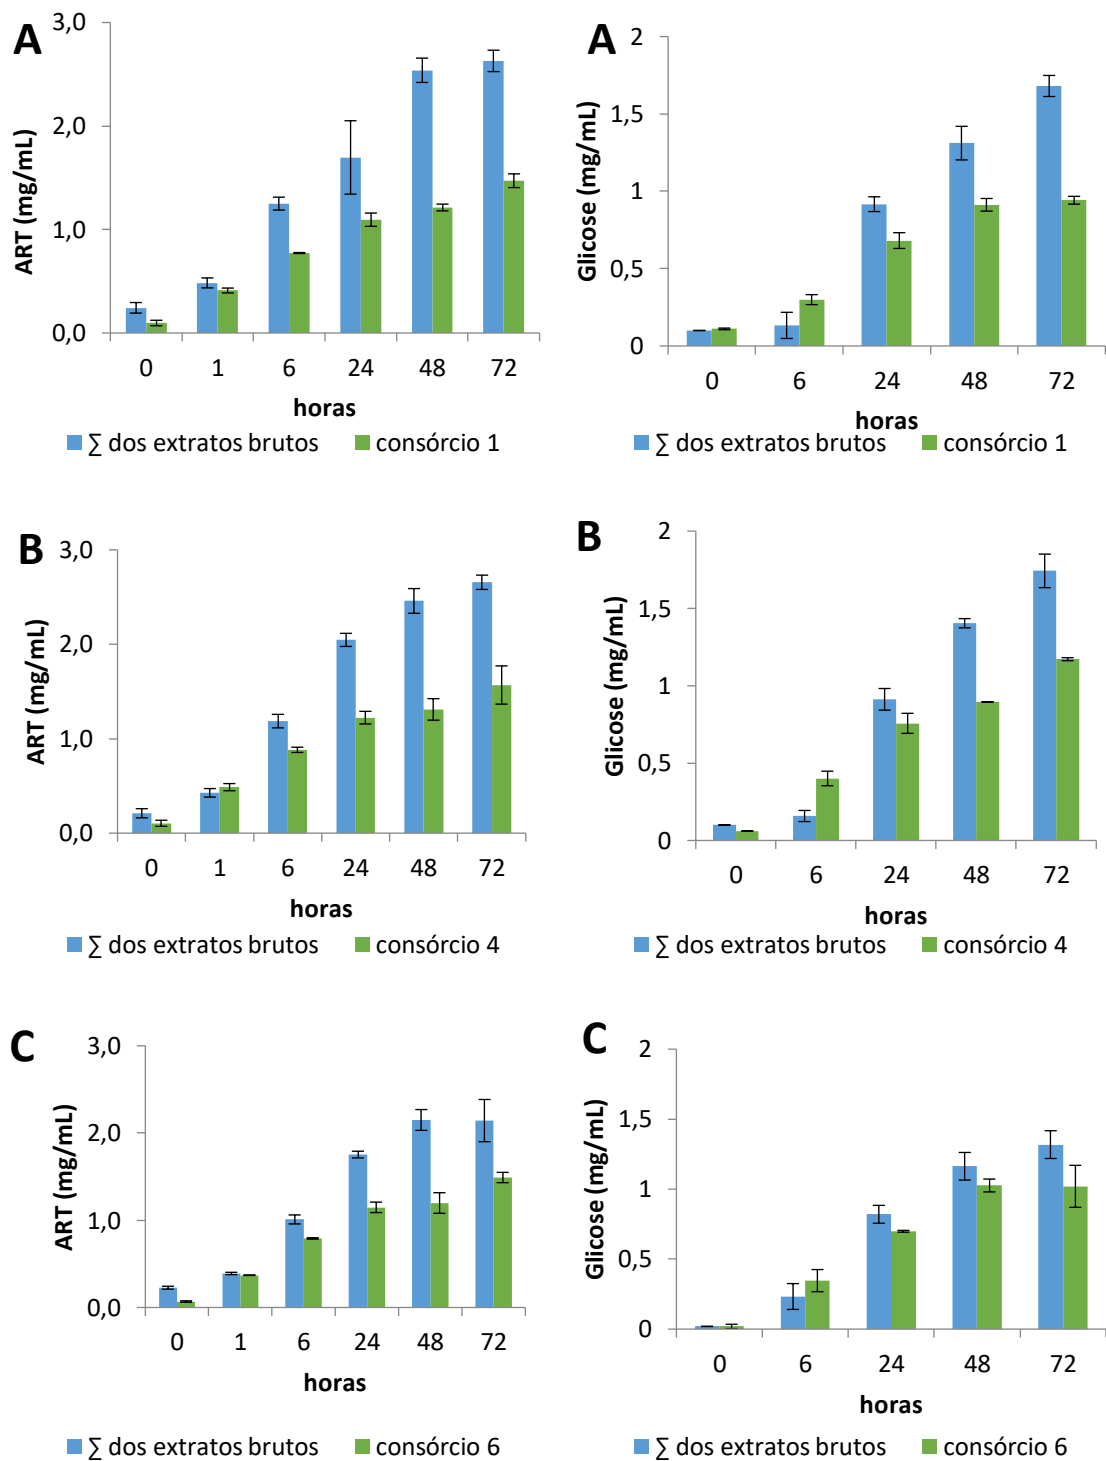 A
3,0
2,0
1,0
0,0
ART (mg/mL)
0 1 6 24 48 72
horas
∑ dos extratos brutos consórcio 1
A
2
1,5
1
0,5
0
Glicose (mg/mL)
0 6 24 48 72
horas
∑ dos extratos brutos consórcio 1
B
3,0
2,0
1,0
0,0
ART (mg/mL)
0 1 6 24 48 72
horas
∑ dos extratos brutos consórcio 4
B
2
1,5
1
0,5
0
Glicose (mg/mL)
0 6 24 48 72
horas
∑ dos extratos brutos consórcio 4
C
3,0
2,0
1,0
0,0
ART (mg/mL)
0 1 6 24 48 72
horas
∑ dos extratos brutos consórcio 6
C
2
1,5
1
0,5
0
Glicose (mg/mL)
0 6 24 48 72
horas
∑ dos extratos brutos consórcio 6